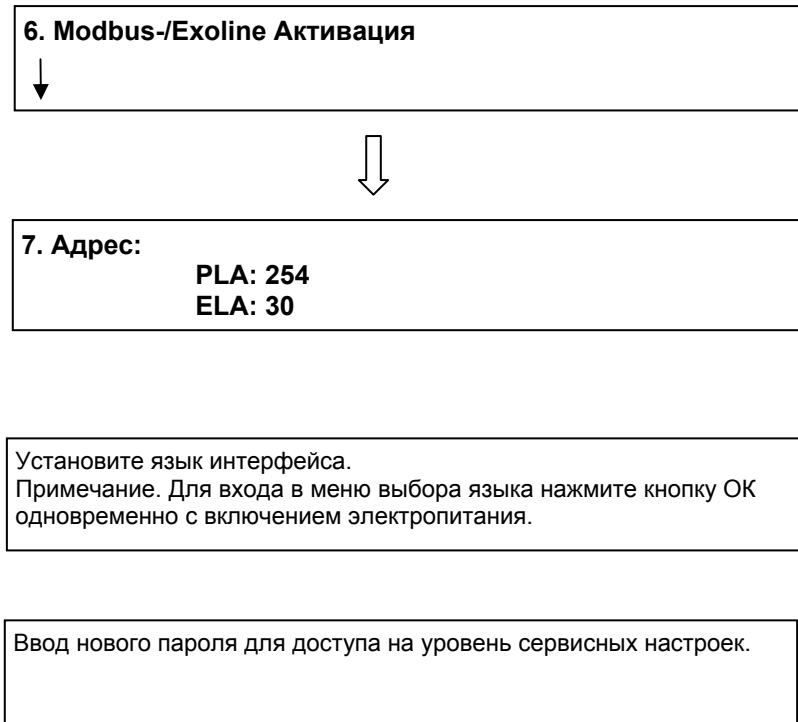 6. Modbus-/Exoline Активация
7. Адрес:
PLA: 254
ELA: 30
Установите язык интерфейса.
Примечание. Для входа в меню выбора языка нажмите кнопку ОК
одновременно с включением электропитания.
Ввод нового пароля для доступа на уровень сервисных настроек.